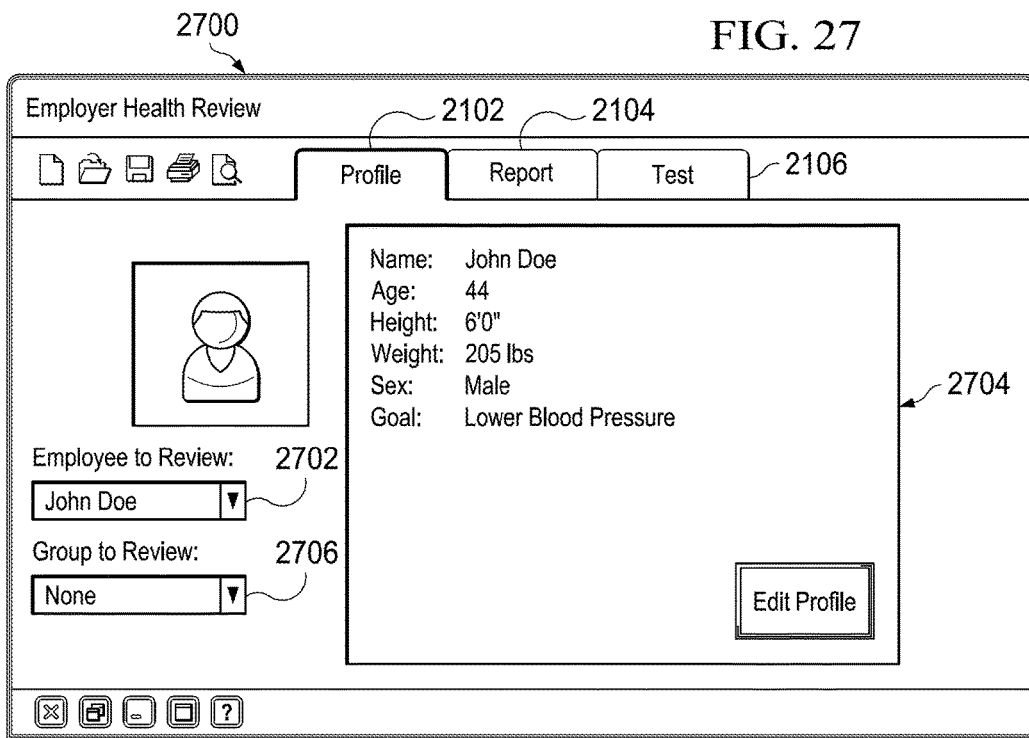 2700
FIG. 27
Employer Health Review
2102
2104
Profile
Report
Test
2106
Name: John Doe
Age: 44
Height: 6'0"
Weight: 205 lbs
Sex: Male
Goal: Lower Blood Pressure
2704
Employee to Review:
2702
John Doe
Group to Review:
2706
None
Edit Profile
?